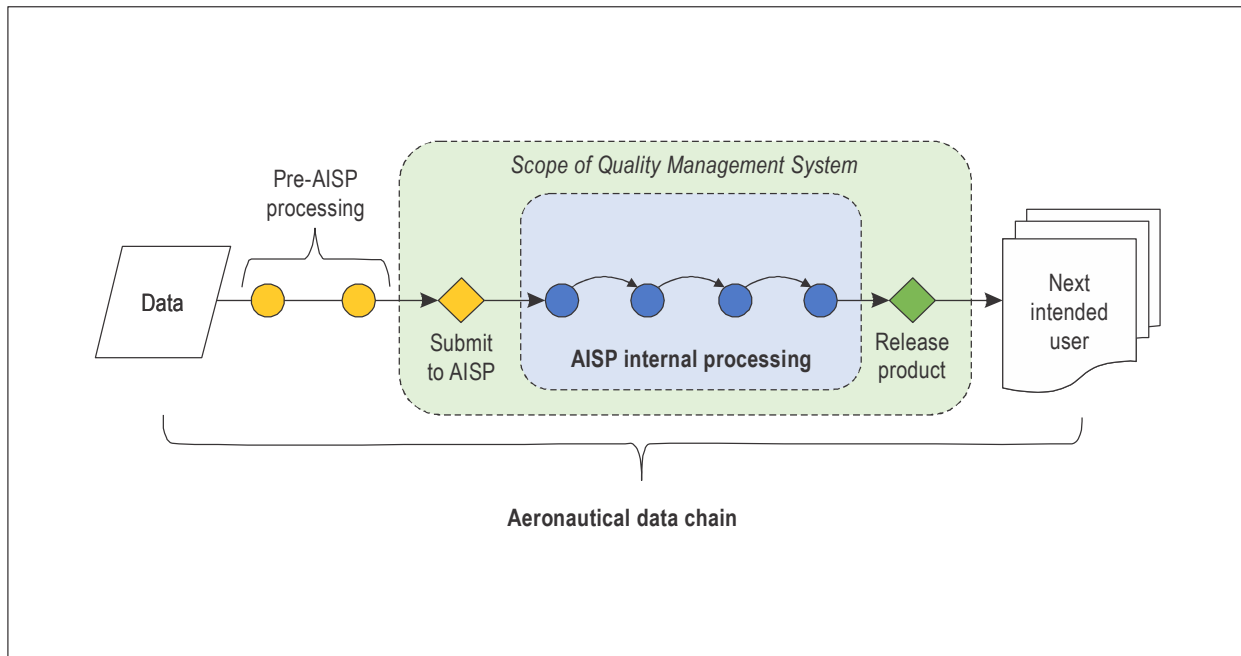 Scope of Quality Management System
Pre-AISP
processing
Data
Submit
to AISP
AISP internal processing
Release
product
Next
intended
user
Aeronautical data chain